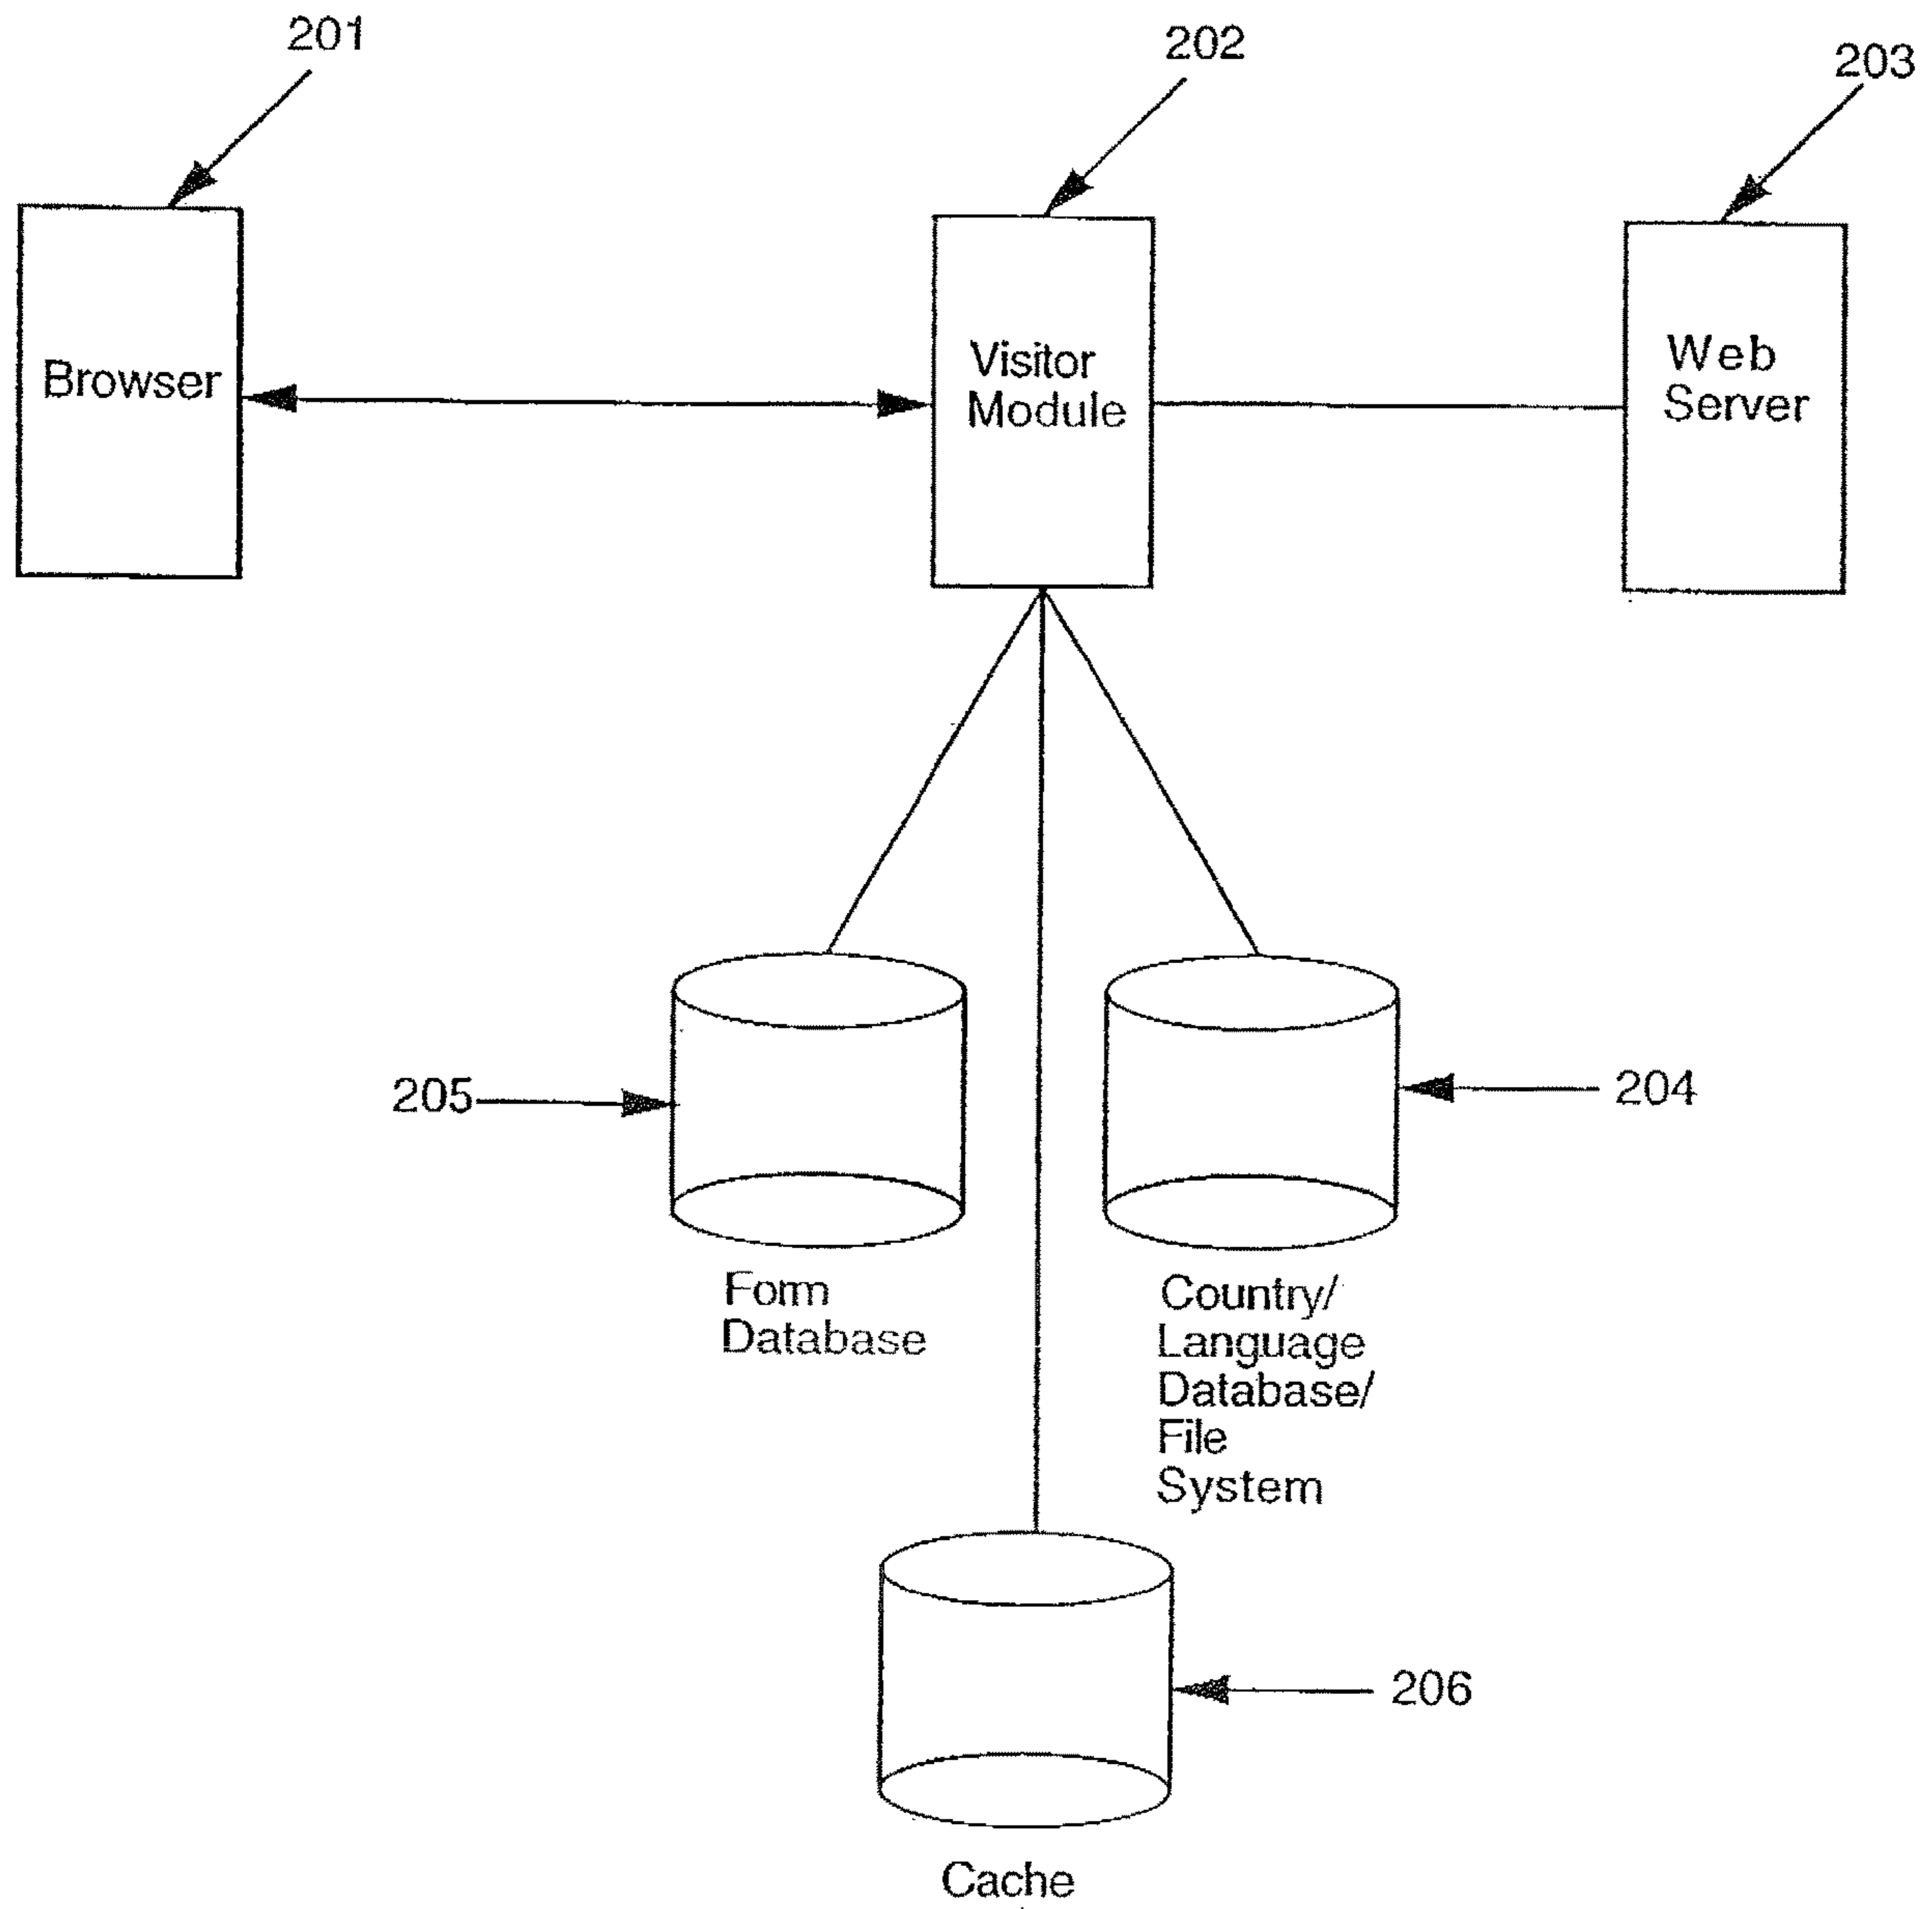 201
202
203
Browser
Visitor
Module
Web
Server
205
204
Form
Database
Country/
Language
Database/
File
System
206
Cache